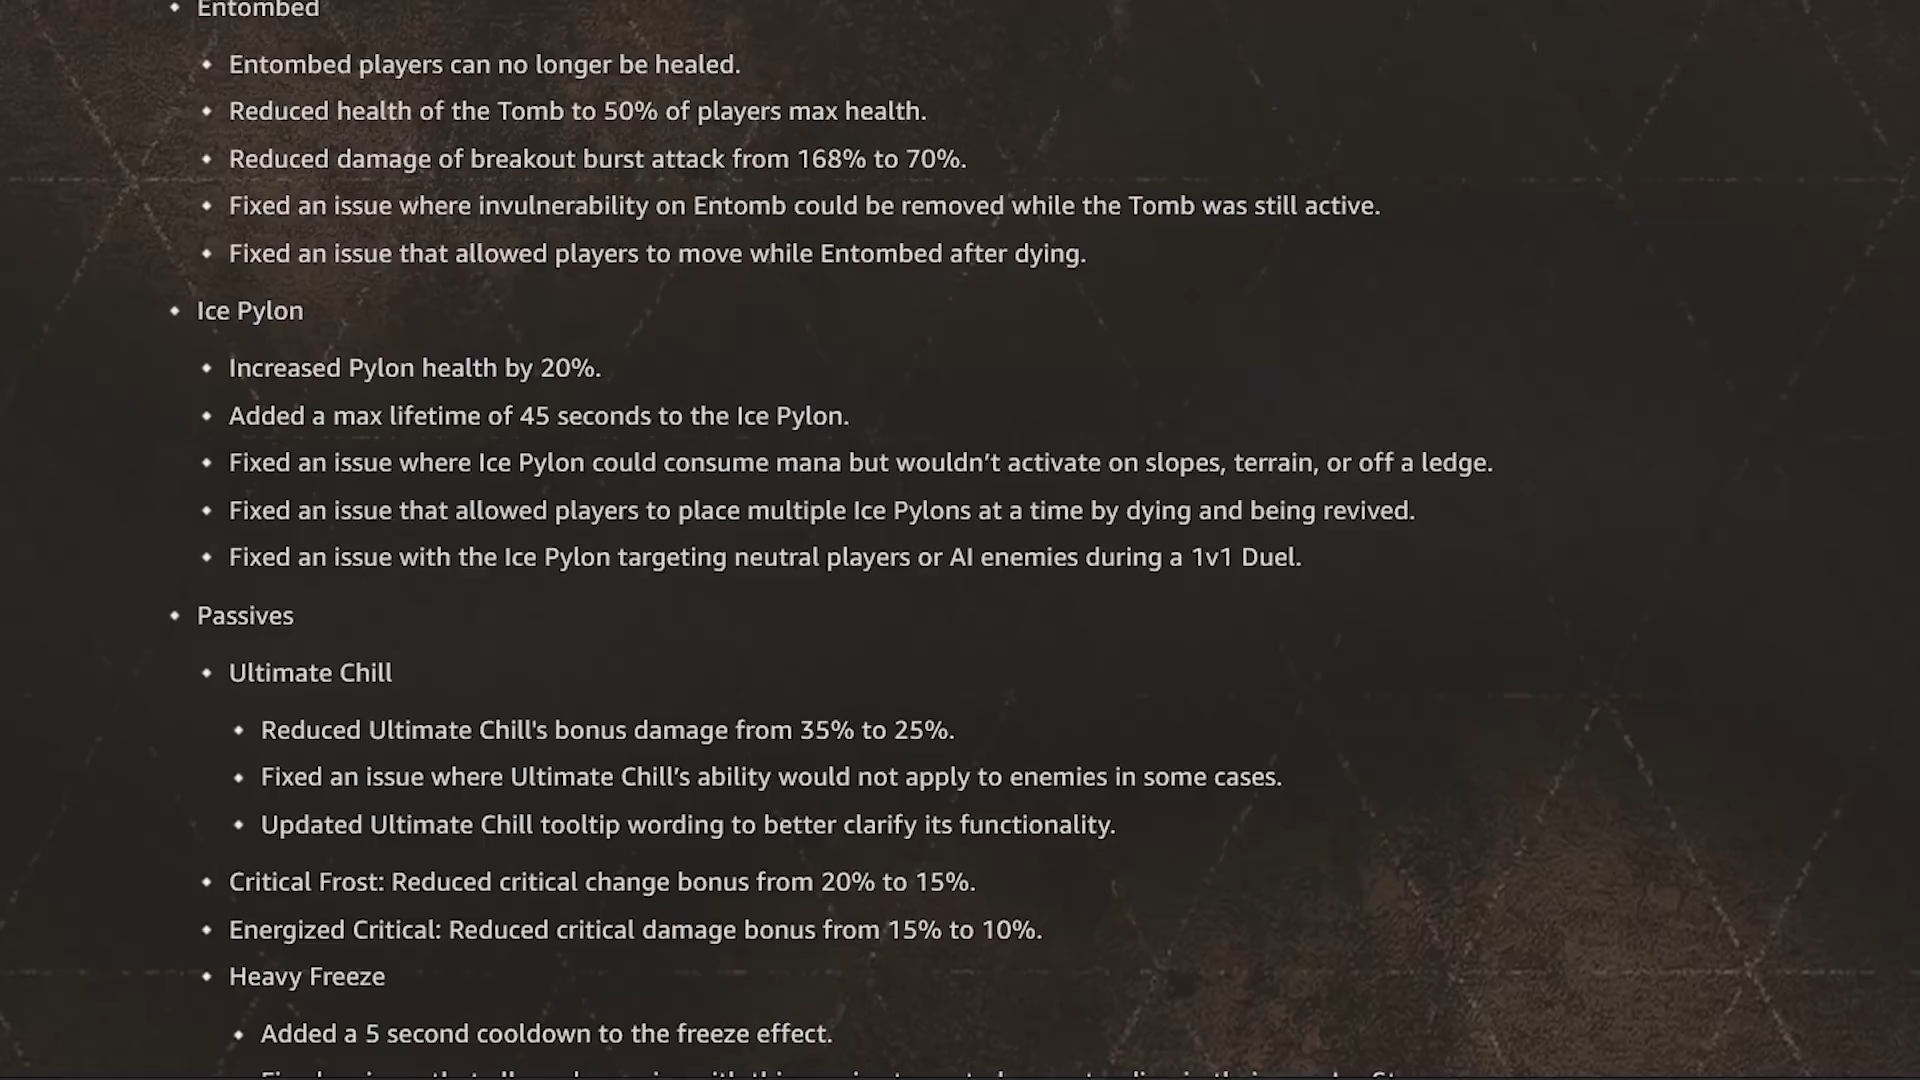 Entombed
Entombed players can no longer be healed.
Reduced health of the Tomb to 50% of players max health.
Reduced damage of breakout burst attack from 168% to 70%.
Fixed an issue where invulnerability on Entomb could be removed while the Tomb was still active.
Fixed an issue that allowed players to move while Entombed after dying.
Ice Pylon
Increased Pylon health by 20%.
Added a max lifetime of 45 seconds to the Ice Pylon.
Fixed an issue where Ice Pylon could consume mana but wouldn’t activate on slopes, terrain, or off a ledge.
Fixed an issue that allowed players to place multiple Ice Pylons at a time by dying and being revived.
Fixed an issue with the Ice Pylon targeting neutral players or AI enemies during a 1v1 Duel.
Passives
Ultimate Chill
Reduced Ultimate Chill's bonus damage from 35% to 25%.
Fixed an issue where Ultimate Chill’s ability would not apply to enemies in some cases.
Updated Ultimate Chill tooltip wording to better clarify its functionality.
Critical Frost: Reduced critical change bonus from 20% to 15%.
Energized Critical: Reduced critical damage bonus from 15% to 10%.
Heavy Freeze
Added a 5 second cooldown to the freeze effect.